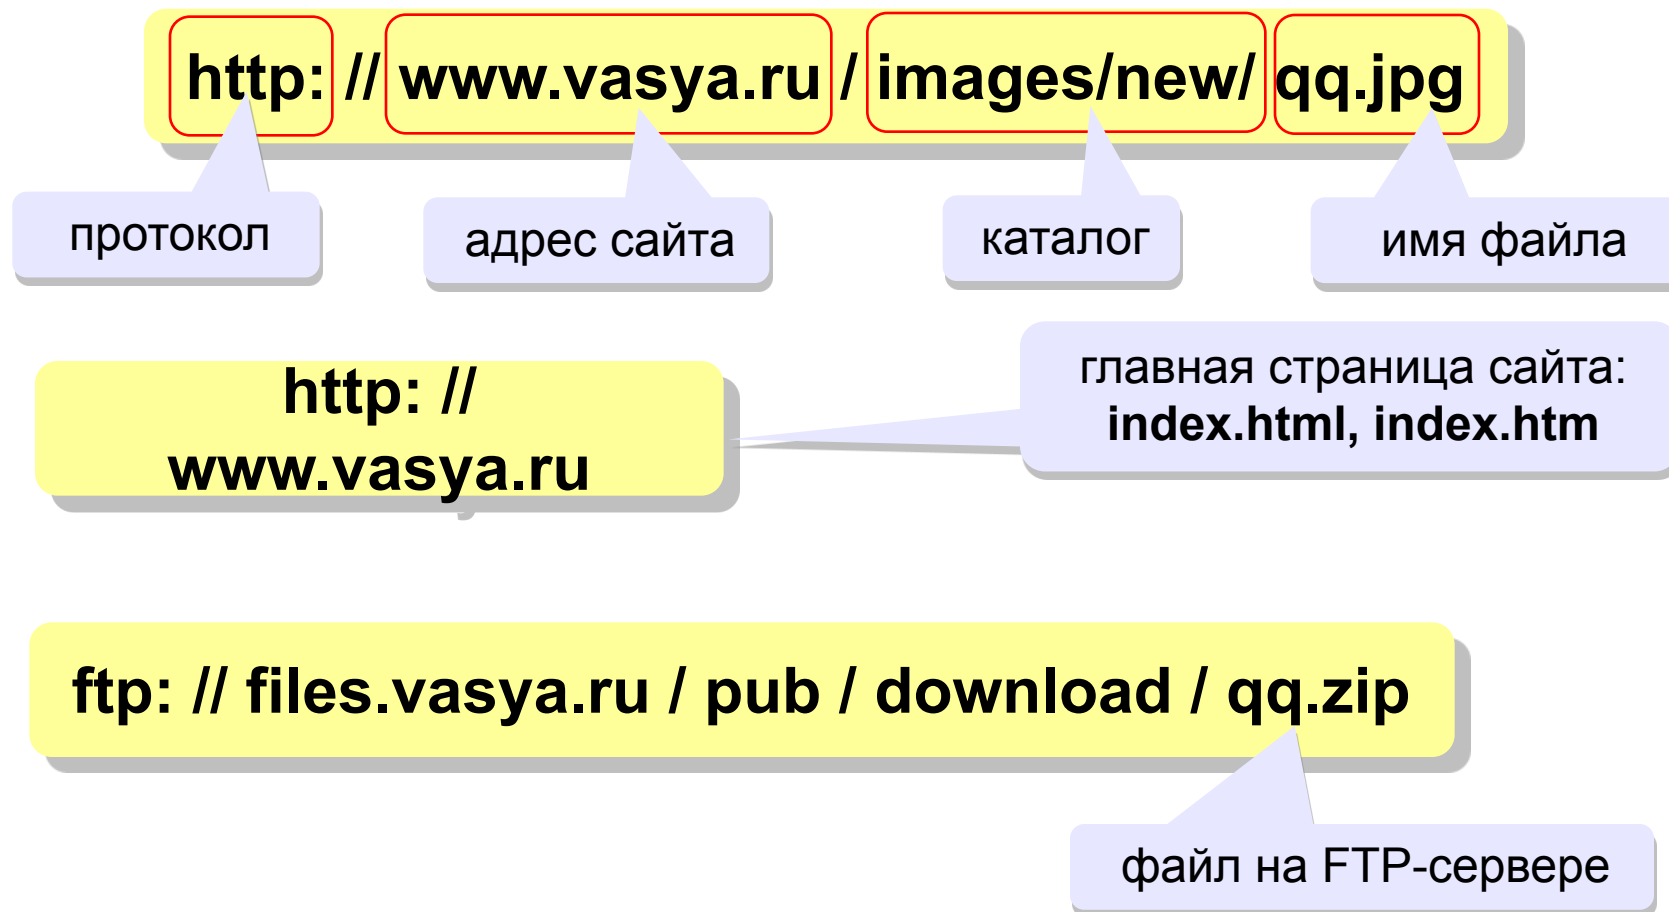 http: // www.vasya.ru / images/new/ qq.jpg
протокол
адрес сайта
каталог
имя файла
главная страница сайта:
index.html, index.htm
http: //
www.vasya.ru
ftp: // files.vasya.ru / pub / download / qq.zip
файл на FTP-сервере